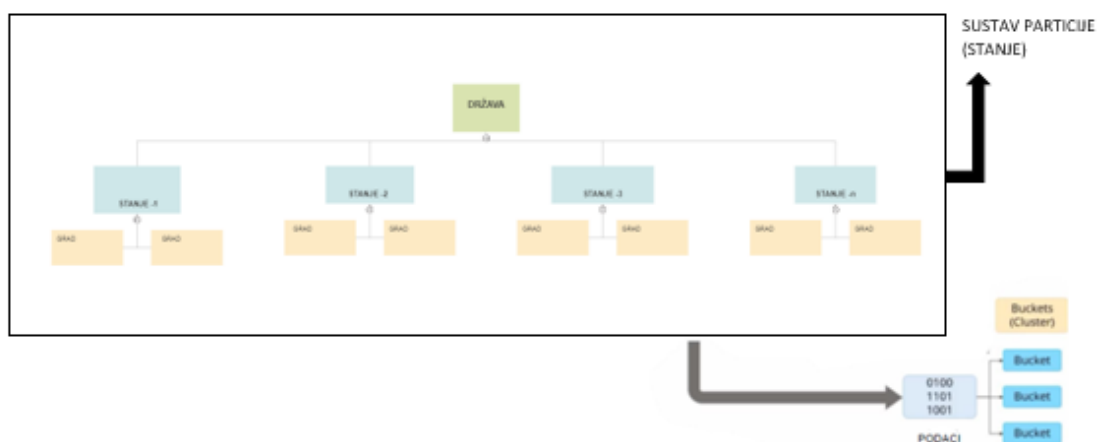 SUSTAV PARTICIJE
(STANJE)
DRŽAVA
STANJE -1
STANJE -2
STANJE -3
STANJE -n
GRAD
GRAD
GRAD
GRAD
GRAD
GRAD
GRAD
GRAD
Buckets
(Cluster)
Bucket
0100
1101
1001
Bucket
Bucket
PODACI